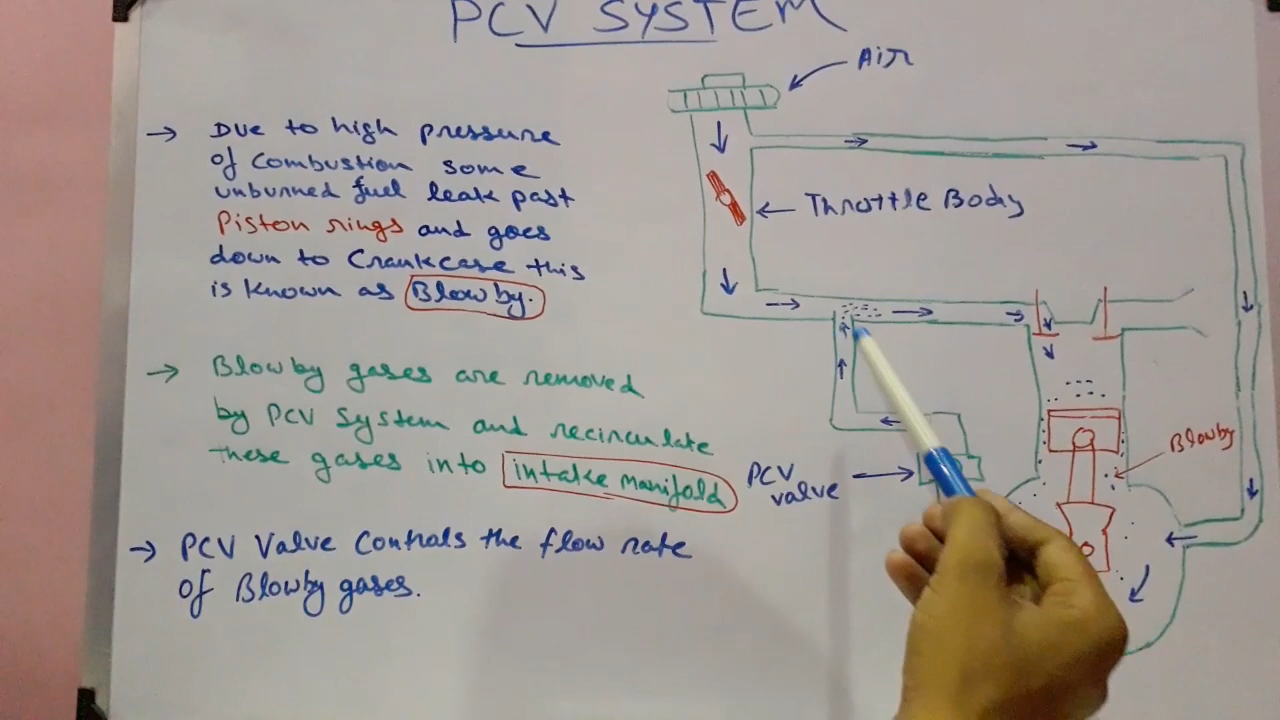 PCV SYSTEM
Air
→ Due to high pressure
of combustion some
unburned fuel leak past
Piston rings and goes
down to Crankcase this
is known as Blowby.
Throttle Body
→ Blowby gases are removed
by PCV System and recirculate
these gases into intake manifold
Blowby
PCV
valve
→ PCV Valve Controls the flow rate
of Blowby gases.